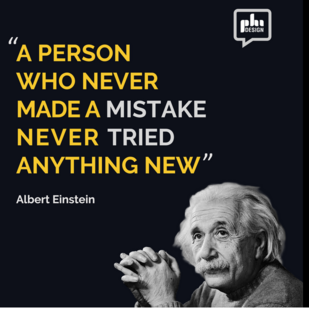 phi
DESIGN
“A PERSON
WHO NEVER
MADE A MISTAKE
NEVER TRIED
ANYTHING NEW”
Albert Einstein